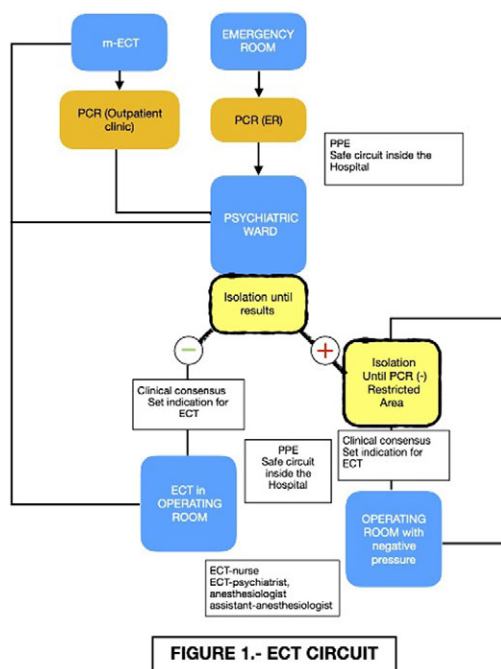 m-ECT
EMERGENCY
ROOM
PCR (Outpatient
clinic)
PCR (ER)
PPE
Safe circuit inside the
Hospital
PSYCHIATRIC
WARD
Isolation until
results
−
+
Isolation
Until PCR (-)
Restricted
Area
Clinical consensus
Set indication for
ECT
Clinical consensus
Set indication for
ECT
PPE
Safe circuit
inside the
Hospital
ECT in
OPERATING
ROOM
OPERATING
ROOM with
negative
pressure
ECT-nurse
ECT-psychiatrist,
anesthesiologist
assistant-anesthesiologist
FIGURE 1.- ECT CIRCUIT